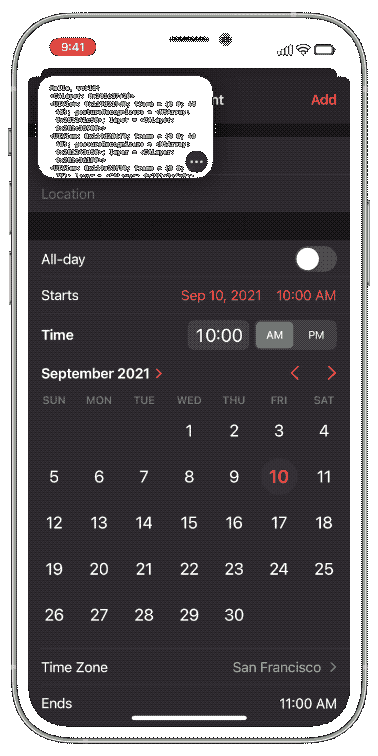 9:41
Hello, world!
Add
Location
All-day
Starts Sep 10, 2021 10:00 AM
Time 10:00 AM PM
September 2021
SUN MON TUE WED THU FRI SAT
1 2 3 4
5 6 7 8 9 10 11
12 13 14 15 16 17 18
19 20 21 22 23 24 25
26 27 28 29 30
Time Zone San Francisco
Ends 11:00 AM